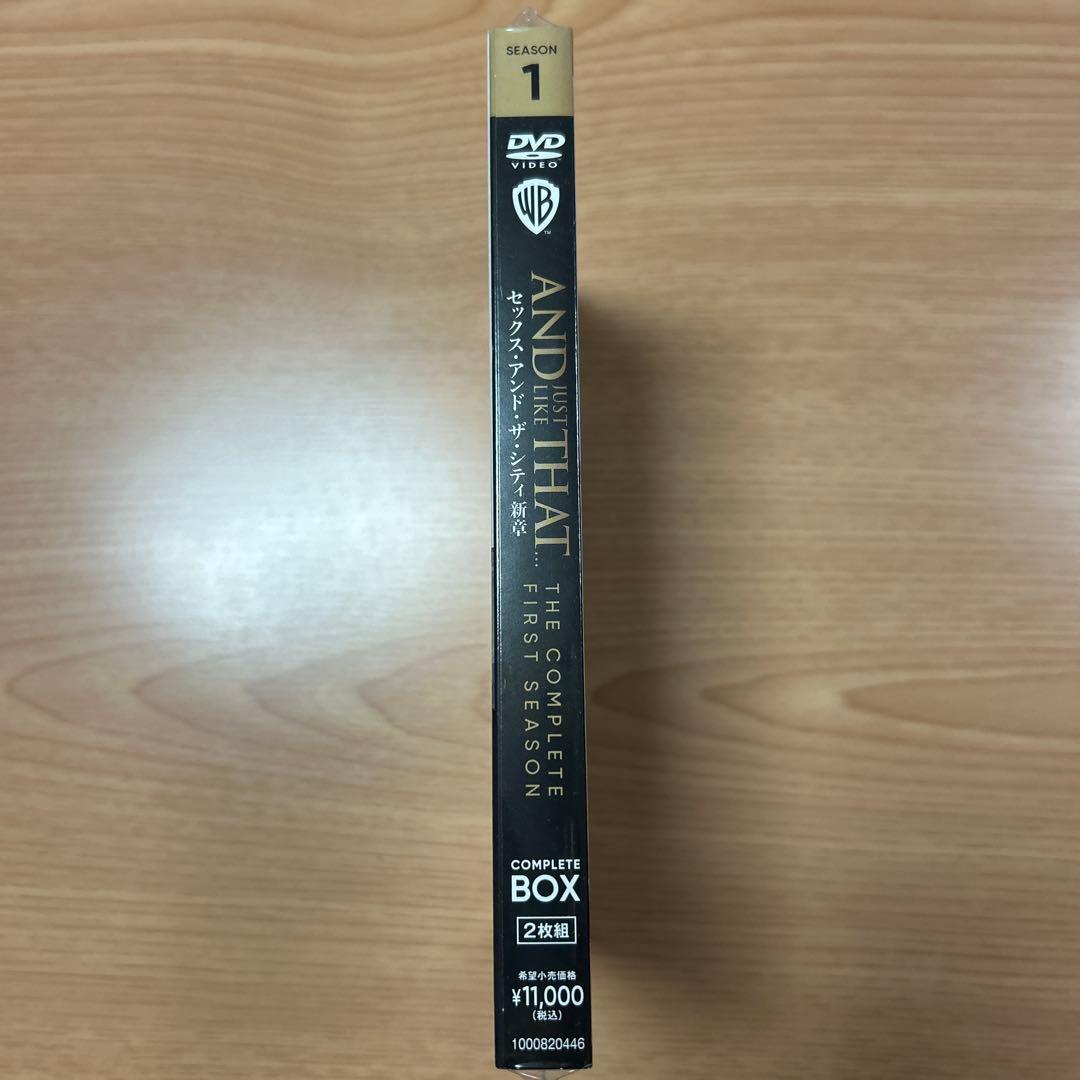 SEASON
1
DVD
VIDEO
WB
TM
AND JUST LIKE THAT...
セックス・アンド・ザ・シティ 新章
THE COMPLETE
FIRST SEASON
COMPLETE
BOX
2枚組
希望小売価格
¥11,000
(税込)
1000820446